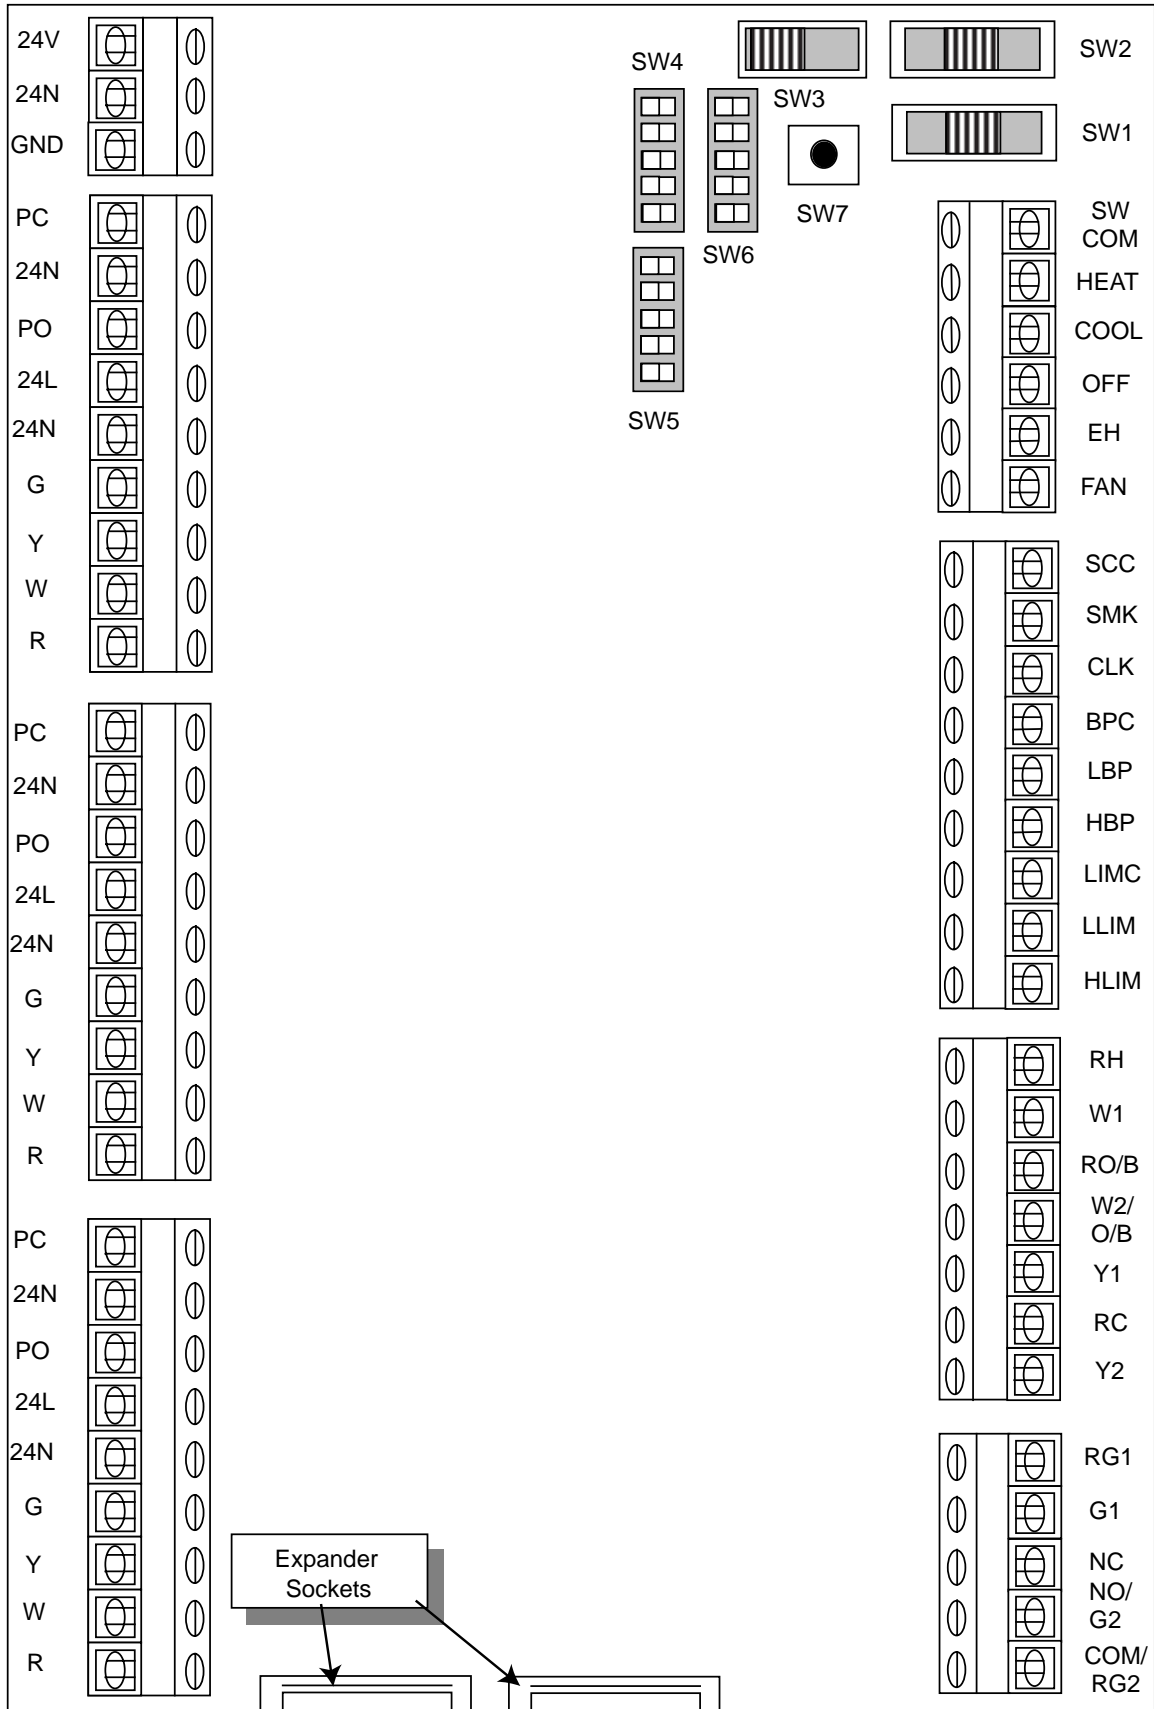 24V
24N
GND
PC
24N
PO
24L
24N
G
Y
W
R
PC
24N
PO
24L
24N
G
Y
W
R
PC
24N
PO
24L
24N
G
Y
W
R
SW4
SW3
SW2
SW1
SW7
SW6
SW5
SW
COM
HEAT
COOL
OFF
EH
FAN
SCC
SMK
CLK
BPC
LBP
HBP
LIMC
LLIM
HLIM
RH
W1
RO/B
W2/
O/B
Y1
RC
Y2
RG1
G1
NC
NO/
G2
COM/
RG2
Expander
Sockets